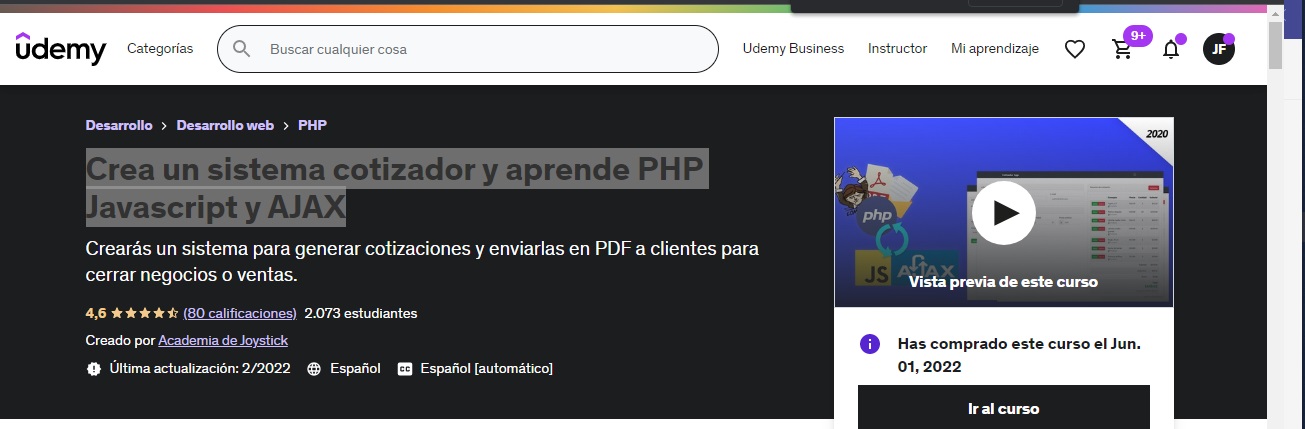 ûdemy
Categorías
Buscar cualquier cosa
Udemy Business
Instructor
Mi aprendizaje
9+
JF
Desarrollo > Desarrollo web > PHP
Crea un sistema cotizador y aprende PHP
Javascript y AJAX
Crearás un sistema para generar cotizaciones y enviarlas en PDF a clientes para
cerrar negocios o ventas.
4,6 (80 calificaciones) 2.073 estudiantes
Creado por Academia de Joystick
Última actualización: 2/2022
Español
CC Español [automático]
2020
php
JS
AJAX
Vista previa de este curso
Has comprado este curso el Jun.
01, 2022
Ir al curso